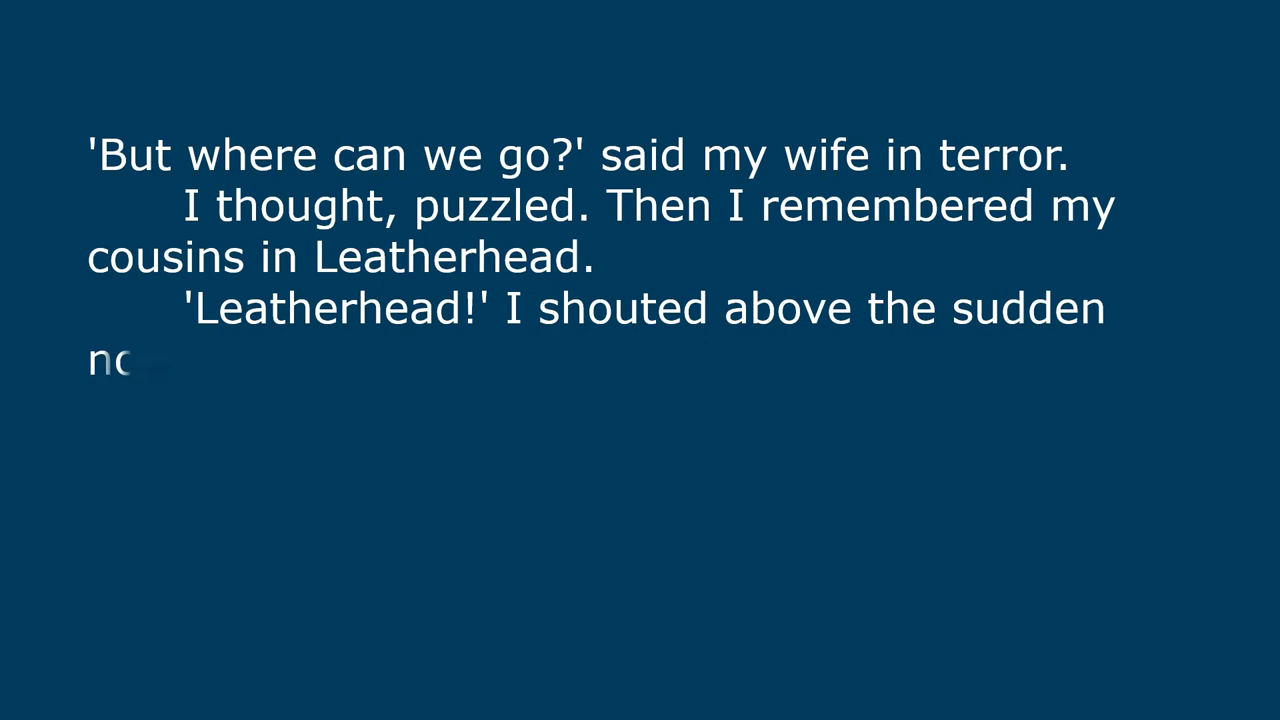 'But where can we go?' said my wife in terror.
I thought, puzzled. Then I remembered my
cousins in Leatherhead.
'Leatherhead!' I shouted above the sudden